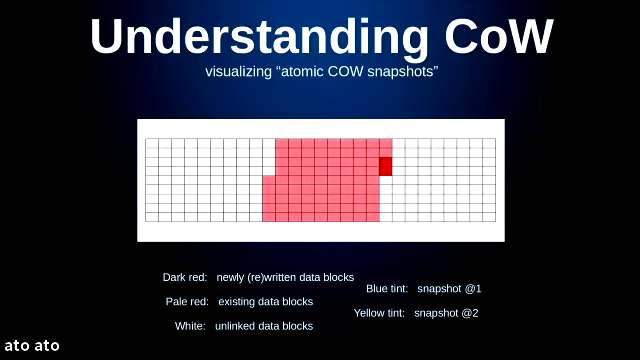 Understanding CoW
visualizing “atomic COW snapshots”
Dark red: newly (re)written data blocks
Pale red: existing data blocks
White: unlinked data blocks
Blue tint: snapshot @1
Yellow tint: snapshot @2
ato ato